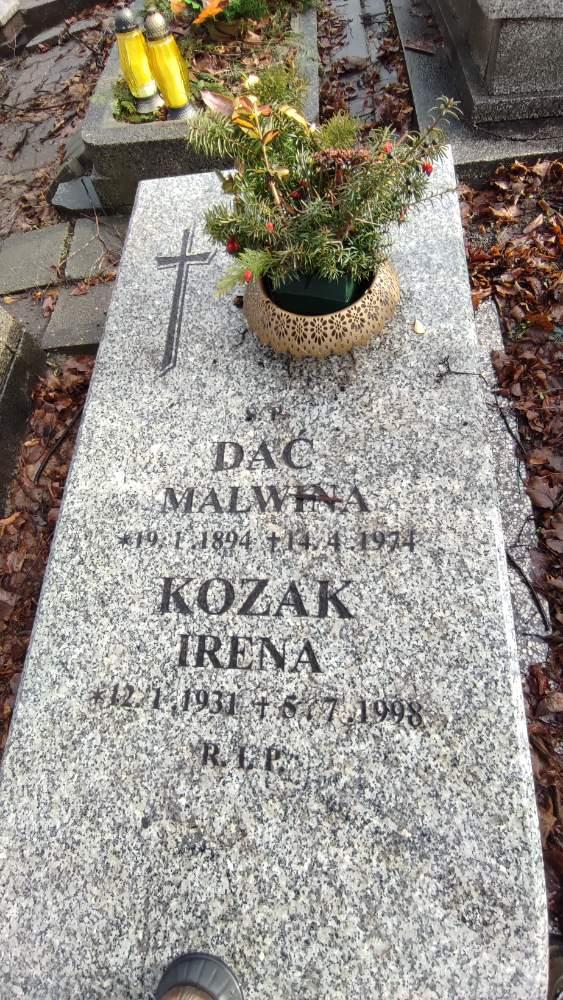 Ś. P.
DAĆ
MALWINA
*19. 1. 1894 +14. 4. 1974
KOZAK
IRENA
*12. 1. 1931 + 5. 7. 1998
R. I. P.